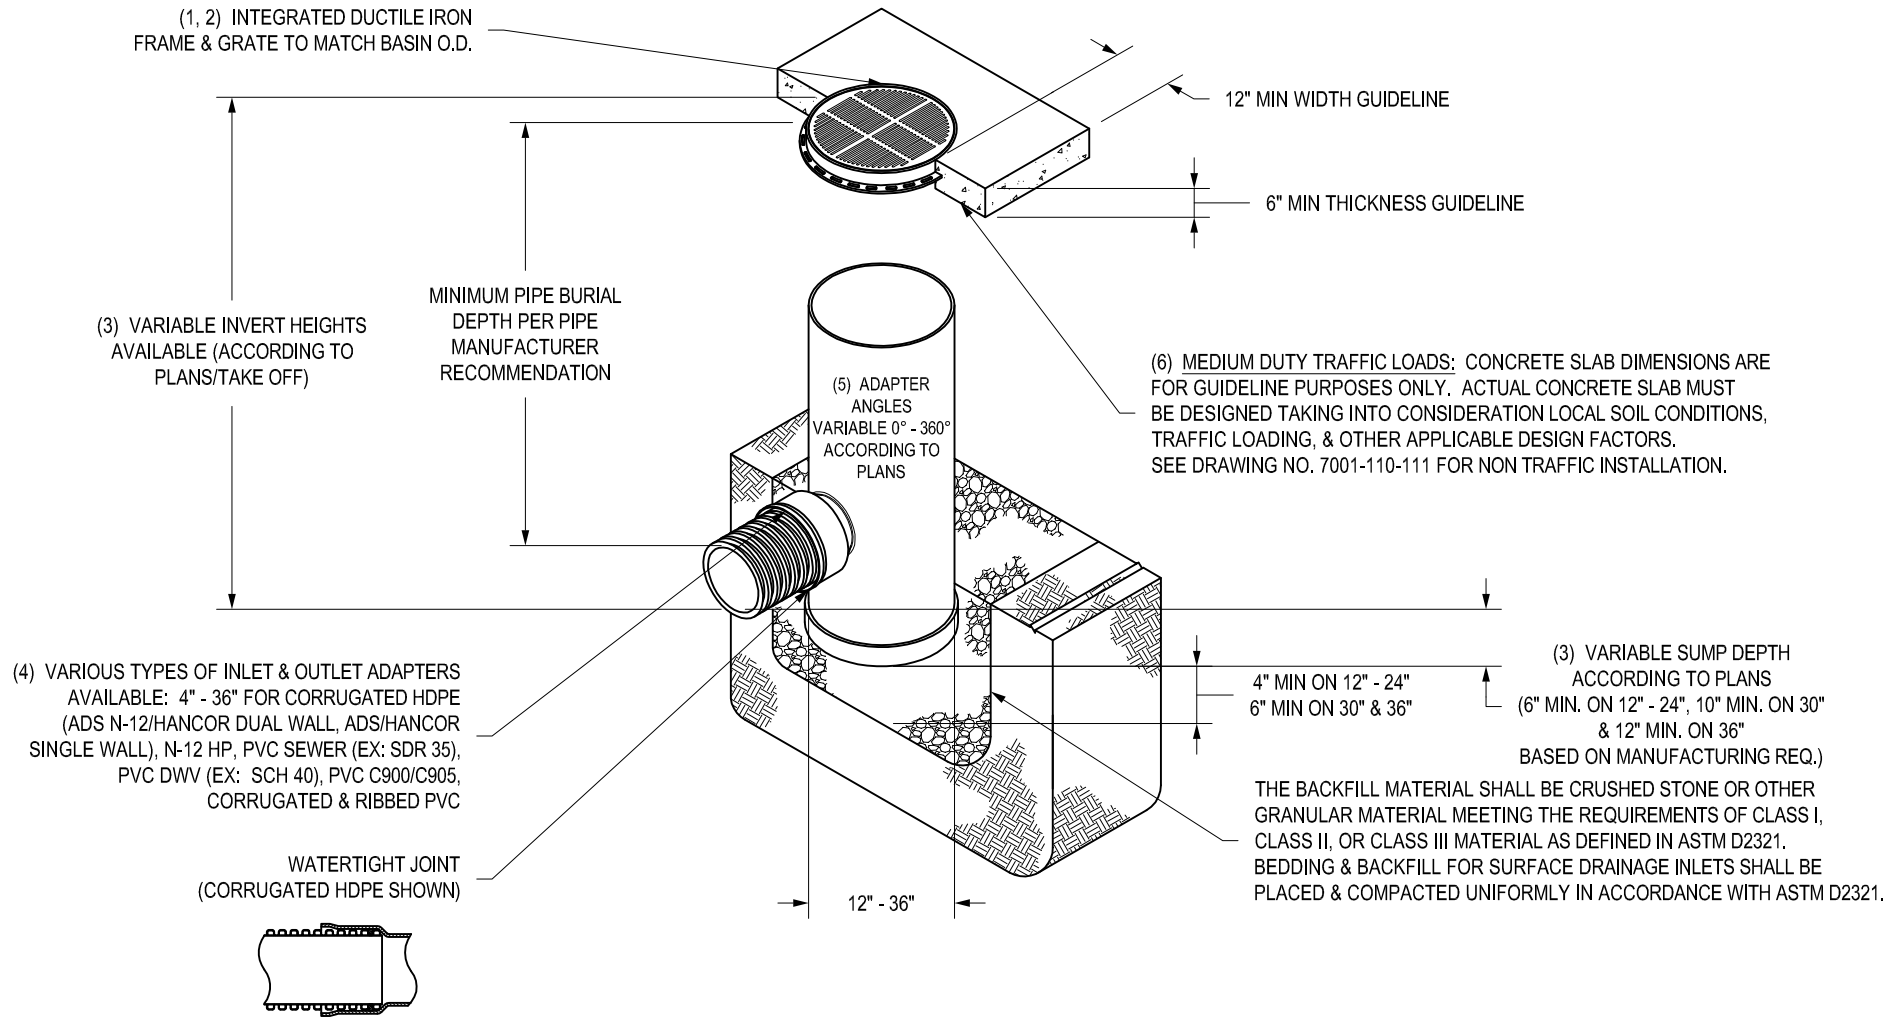 (1, 2) INTEGRATED DUCTILE IRON
FRAME & GRATE TO MATCH BASIN O.D.
12" MIN WIDTH GUIDELINE
6" MIN THICKNESS GUIDELINE
MINIMUM PIPE BURIAL
DEPTH PER PIPE
MANUFACTURER
RECOMMENDATION
(3) VARIABLE INVERT HEIGHTS
AVAILABLE (ACCORDING TO
PLANS/TAKE OFF)
(5) ADAPTER
ANGLES
VARIABLE 0° - 360°
ACCORDING TO
PLANS
(6) MEDIUM DUTY TRAFFIC LOADS: CONCRETE SLAB DIMENSIONS ARE
FOR GUIDELINE PURPOSES ONLY. ACTUAL CONCRETE SLAB MUST
BE DESIGNED TAKING INTO CONSIDERATION LOCAL SOIL CONDITIONS,
TRAFFIC LOADING, & OTHER APPLICABLE DESIGN FACTORS.
SEE DRAWING NO. 7001-110-111 FOR NON TRAFFIC INSTALLATION.
(4) VARIOUS TYPES OF INLET & OUTLET ADAPTERS
AVAILABLE: 4" - 36" FOR CORRUGATED HDPE
(ADS N-12/HANCOR DUAL WALL, ADS/HANCOR
SINGLE WALL), N-12 HP, PVC SEWER (EX: SDR 35),
PVC DWV (EX: SCH 40), PVC C900/C905,
CORRUGATED & RIBBED PVC
4" MIN ON 12" - 24"
6" MIN ON 30" & 36"
(3) VARIABLE SUMP DEPTH
ACCORDING TO PLANS
(6" MIN. ON 12" - 24", 10" MIN. ON 30"
& 12" MIN. ON 36"
BASED ON MANUFACTURING REQ.)
THE BACKFILL MATERIAL SHALL BE CRUSHED STONE OR OTHER
GRANULAR MATERIAL MEETING THE REQUIREMENTS OF CLASS I,
CLASS II, OR CLASS III MATERIAL AS DEFINED IN ASTM D2321.
BEDDING & BACKFILL FOR SURFACE DRAINAGE INLETS SHALL BE
PLACED & COMPACTED UNIFORMLY IN ACCORDANCE WITH ASTM D2321.
WATERTIGHT JOINT
(CORRUGATED HDPE SHOWN)
12" - 36"